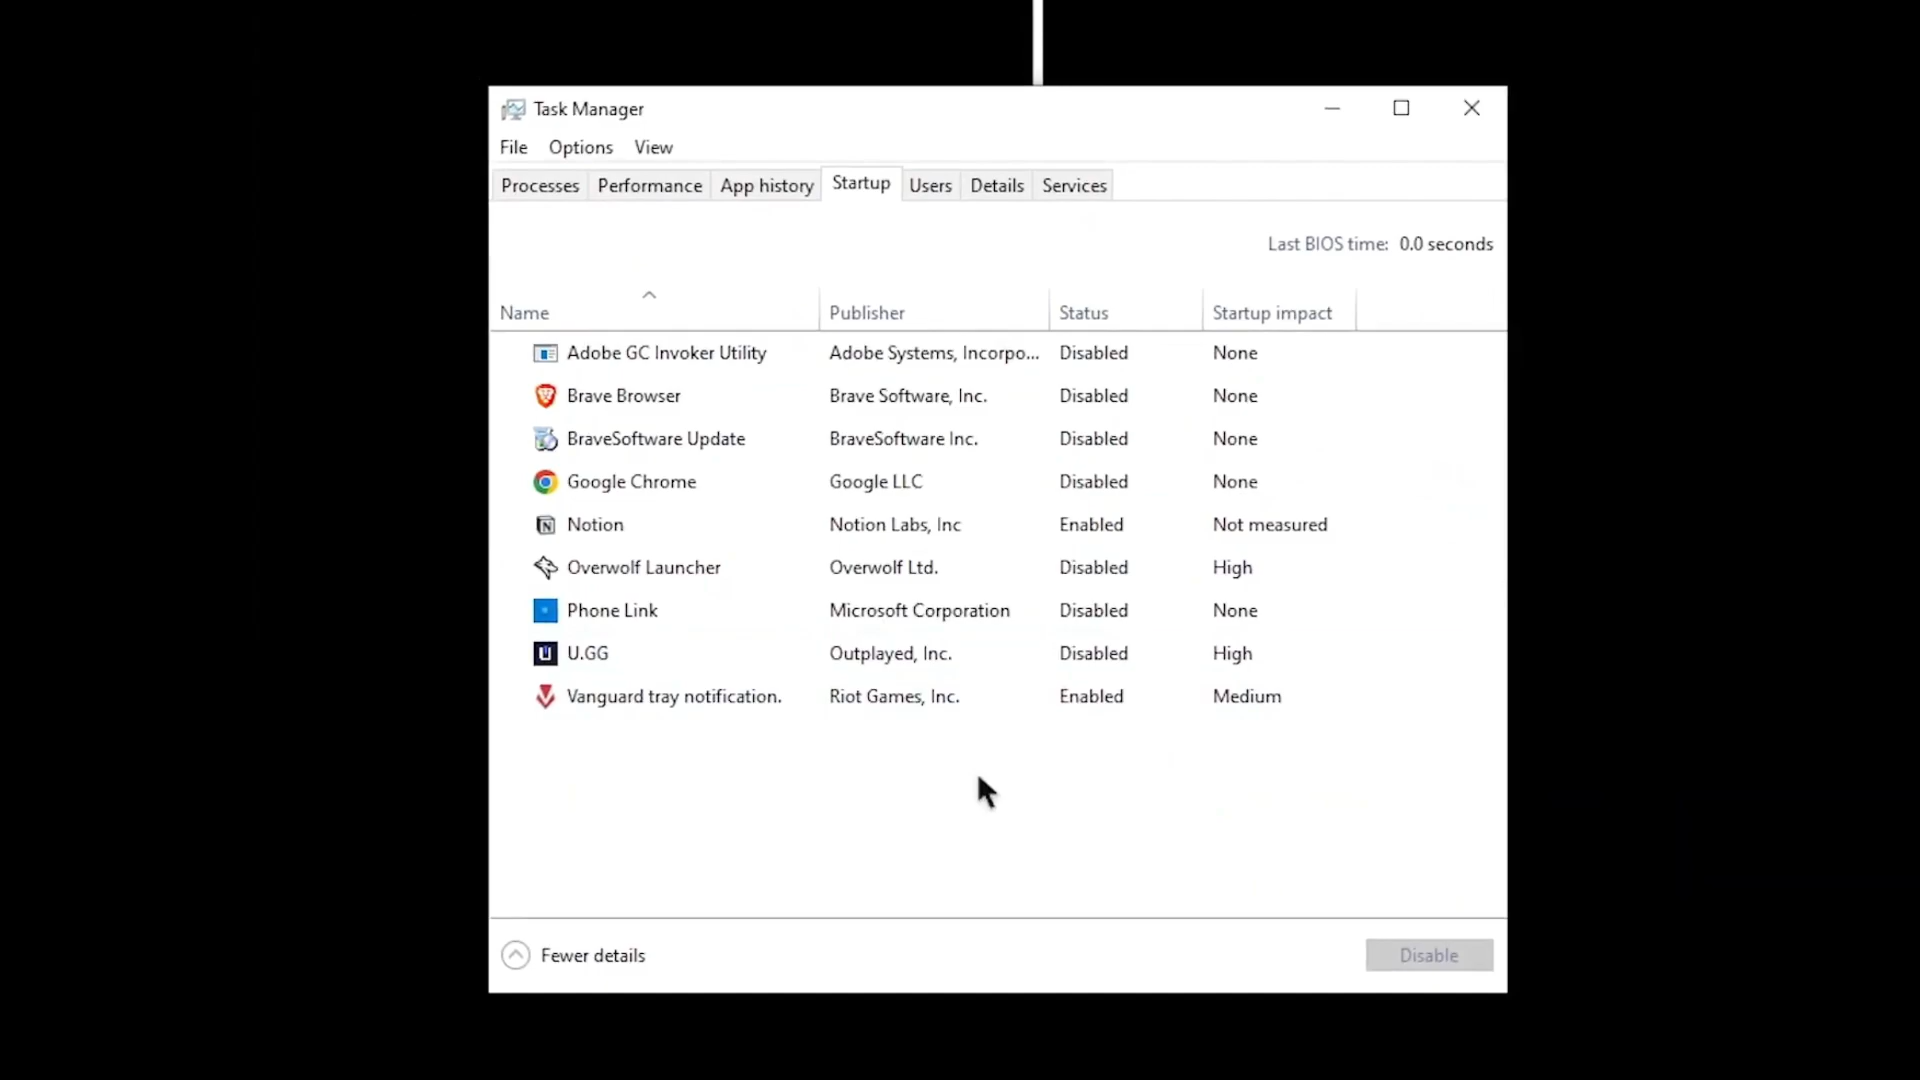 Task Manager
File Options View
Processes Performance App history Startup Users Details Services
Last BIOS time: 0.0 seconds
Name Publisher Status Startup impact
Adobe GC Invoker Utility Adobe Systems, Incorpo... Disabled None
Brave Browser Brave Software, Inc. Disabled None
BraveSoftware Update BraveSoftware Inc. Disabled None
Google Chrome Google LLC Disabled None
Notion Notion Labs, Inc Enabled Not measured
Overwolf Launcher Overwolf Ltd. Disabled High
Phone Link Microsoft Corporation Disabled None
U.GG Outplayed, Inc. Disabled High
Vanguard tray notification. Riot Games, Inc. Enabled Medium
Fewer details Disable